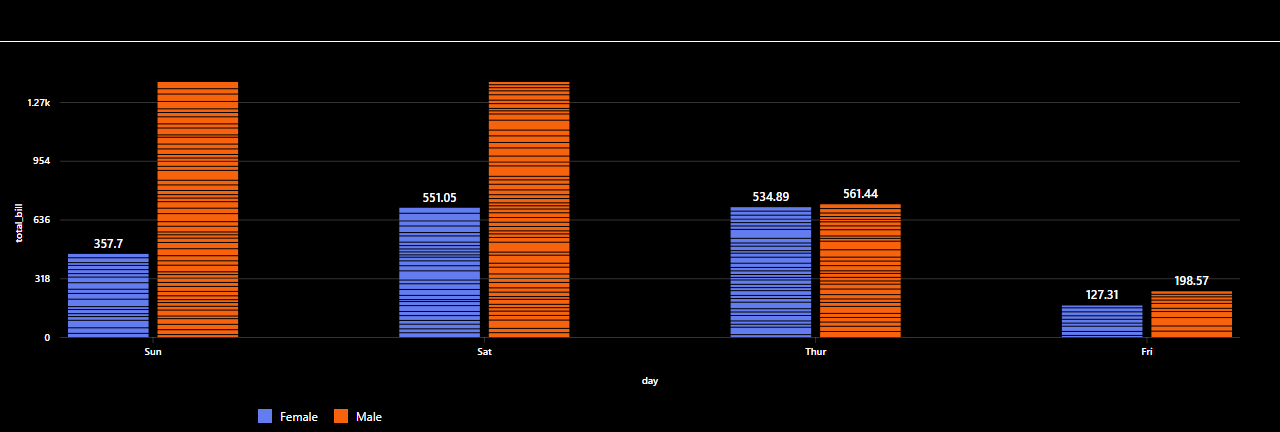 1.27k
954
636
318
0
total_bill
357.7
551.05
534.89
561.44
127.31
198.57
Sun
Sat
Thur
Fri
day
Female
Male